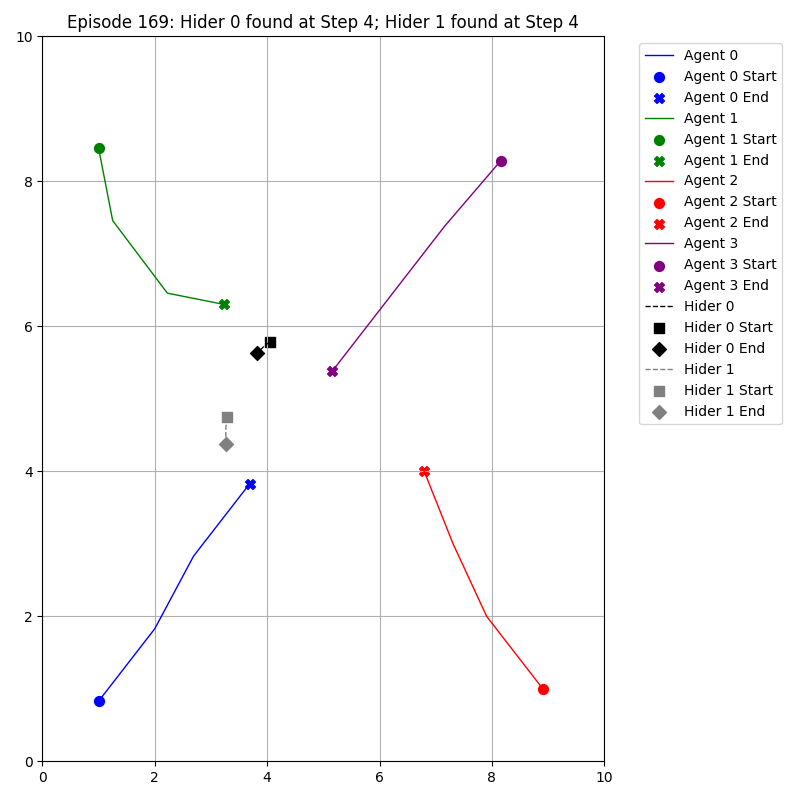 Episode 169: Hider 0 found at Step 4; Hider 1 found at Step 4
10
8
6
4
2
0
0 2 4 6 8 10
Agent 0
Agent 0 Start
Agent 0 End
Agent 1
Agent 1 Start
Agent 1 End
Agent 2
Agent 2 Start
Agent 2 End
Agent 3
Agent 3 Start
Agent 3 End
Hider 0
Hider 0 Start
Hider 0 End
Hider 1
Hider 1 Start
Hider 1 End